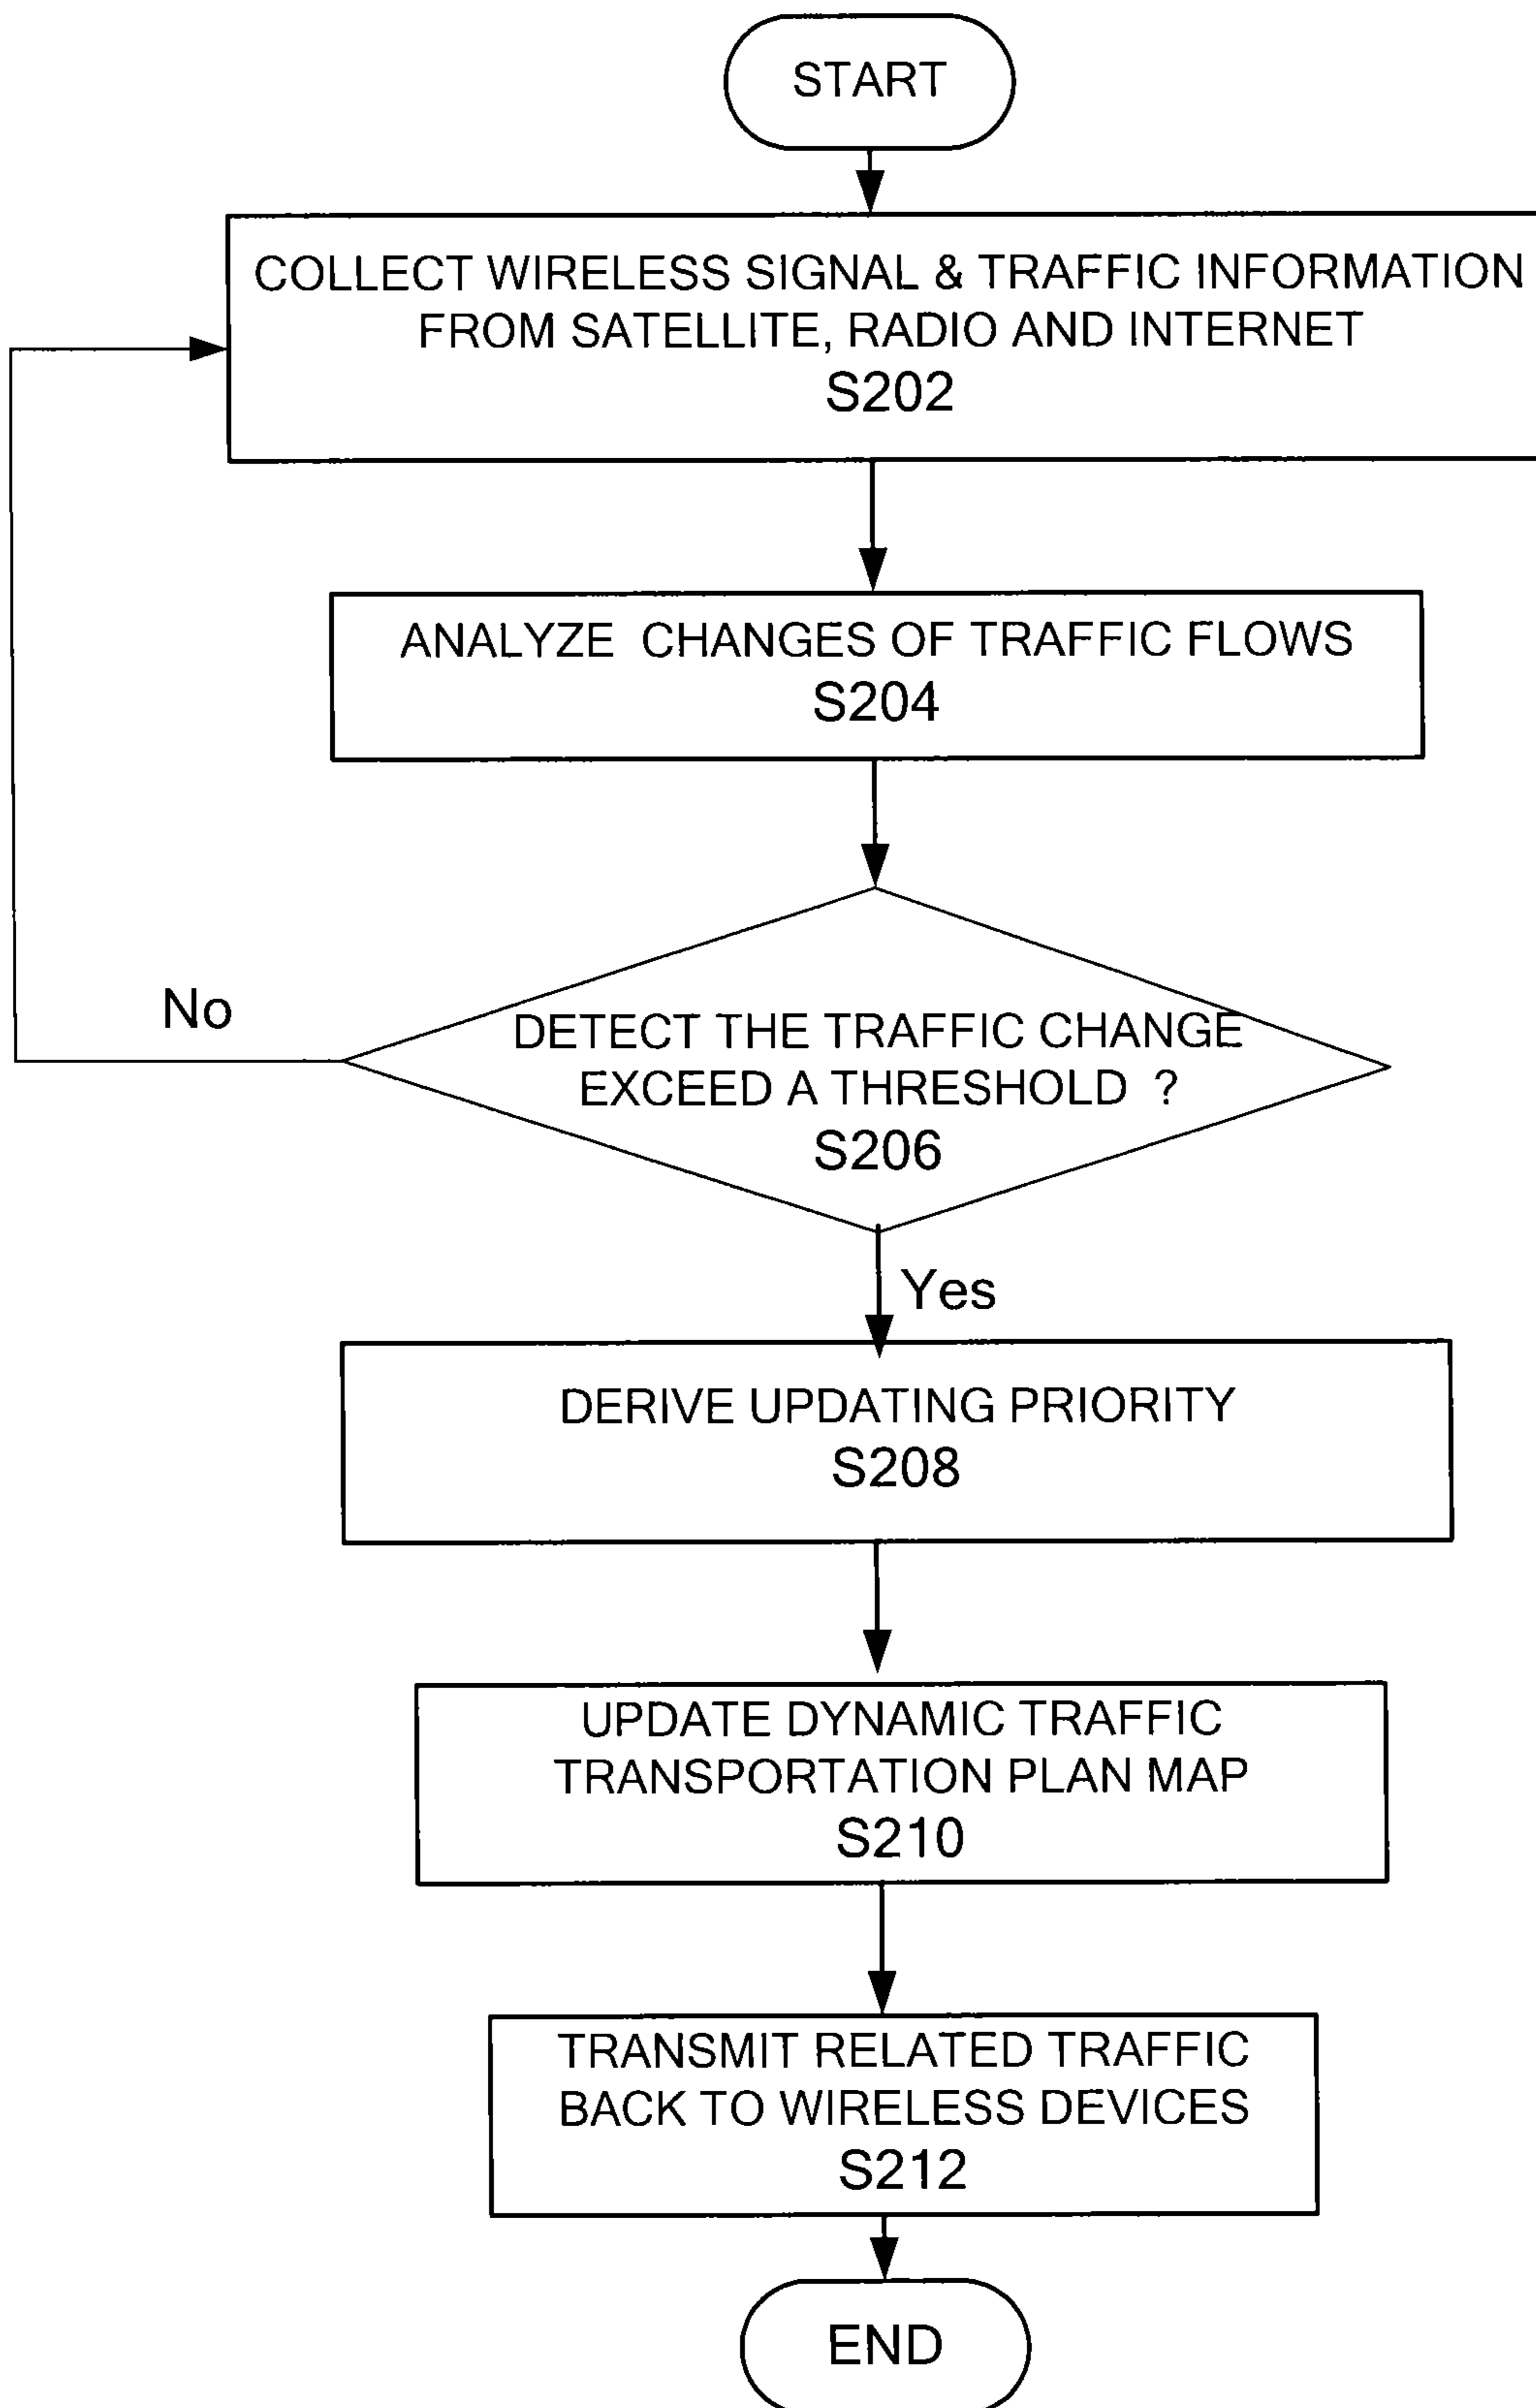 START
COLLECT WIRELESS SIGNAL & TRAFFIC INFORMATION
FROM SATELLITE, RADIO AND INTERNET
S202
ANALYZE CHANGES OF TRAFFIC FLOWS
S204
No
DETECT THE TRAFFIC CHANGE
EXCEED A THRESHOLD ?
S206
Yes
DERIVE UPDATING PRIORITY
S208
UPDATE DYNAMIC TRAFFIC
TRANSPORTATION PLAN MAP
S210
TRANSMIT RELATED TRAFFIC
BACK TO WIRELESS DEVICES
S212
END